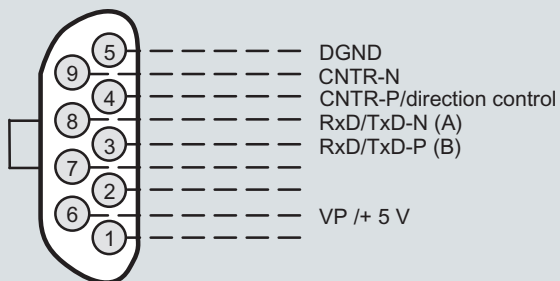 5 DGND
9 CNTR-N
4 CNTR-P/direction control
8 RxD/TxD-N (A)
3 RxD/TxD-P (B)
7
2
6 VP /+ 5 V
1